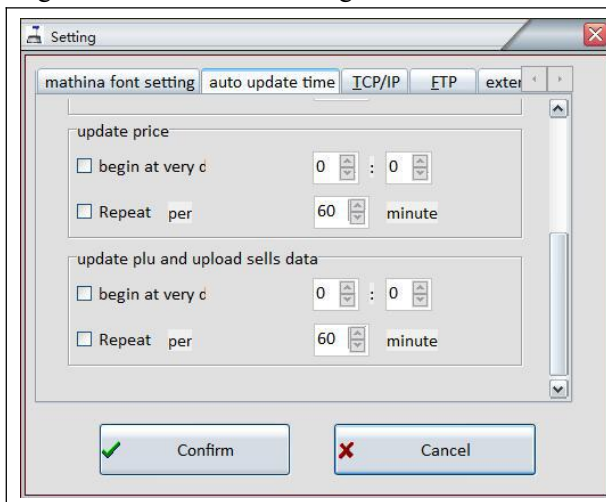 Setting
mathina font setting auto update time TCP/IP FTP exter
update price
begin at very d 0 : 0
Repeat per 60 minute
update plu and upload sells data
begin at very d 0 : 0
Repeat per 60 minute
Confirm Cancel